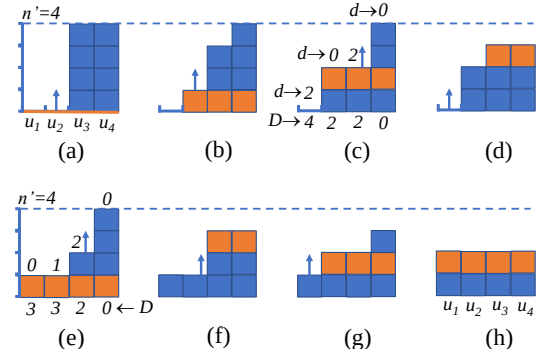 n'=4
u1 u2 u3 u4
(a)
(b)
d→0
d→0 2
d→2
D→4 2 2 0
(c)
(d)
n'=4
0
2
0 1
3 3 2 0 ← D
(e)
(f)
(g)
u1 u2 u3 u4
(h)